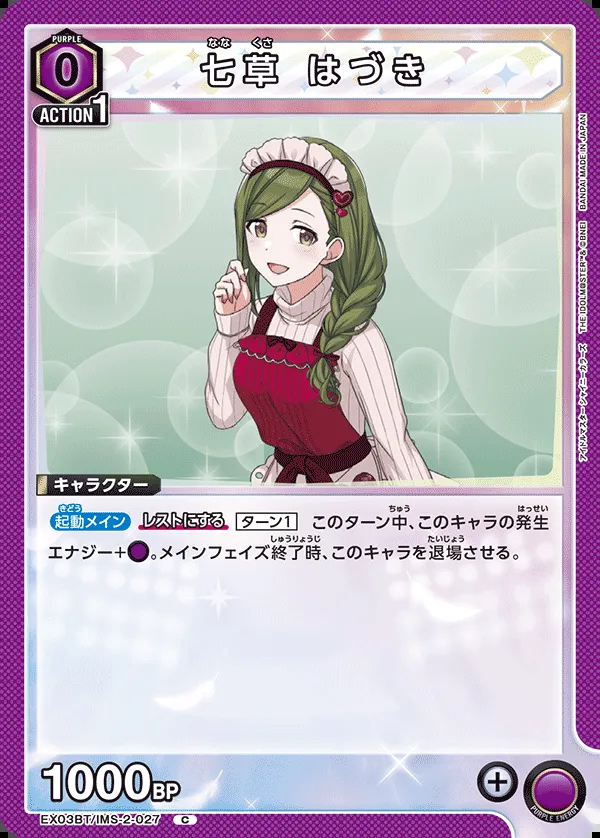 PURPLE
0
ACTION 1
なな くさ
七草 はづき
キャラクター
きどう
起動メイン レストにする ターン1 このターン中、このキャラの発生
ちゅう はっせい
エナジー+。メインフェイズ終了時、このキャラを退場させる。
しゅうりょうじ たいじょう
1000BP
+
PURPLE ENERGY
EX03BT/IMS-2-027 C
アイドルマスター シャイニーカラーズ THE IDOLM@STER™& ©BNEI BANDAI MADE IN JAPAN